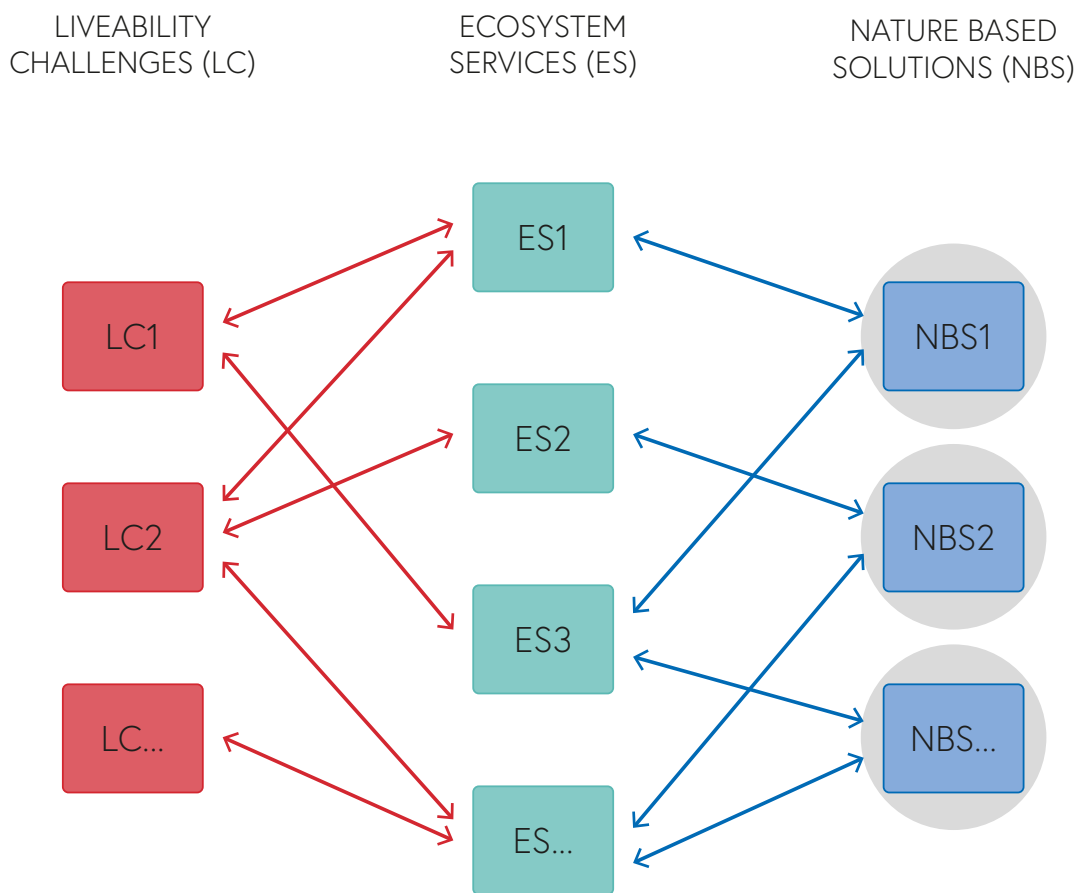 LIVEABILITY
CHALLENGES (LC)
ECOSYSTEM
SERVICES (ES)
NATURE BASED
SOLUTIONS (NBS)
LC1
LC2
LC...
ES1
ES2
ES3
ES...
NBS1
NBS2
NBS...